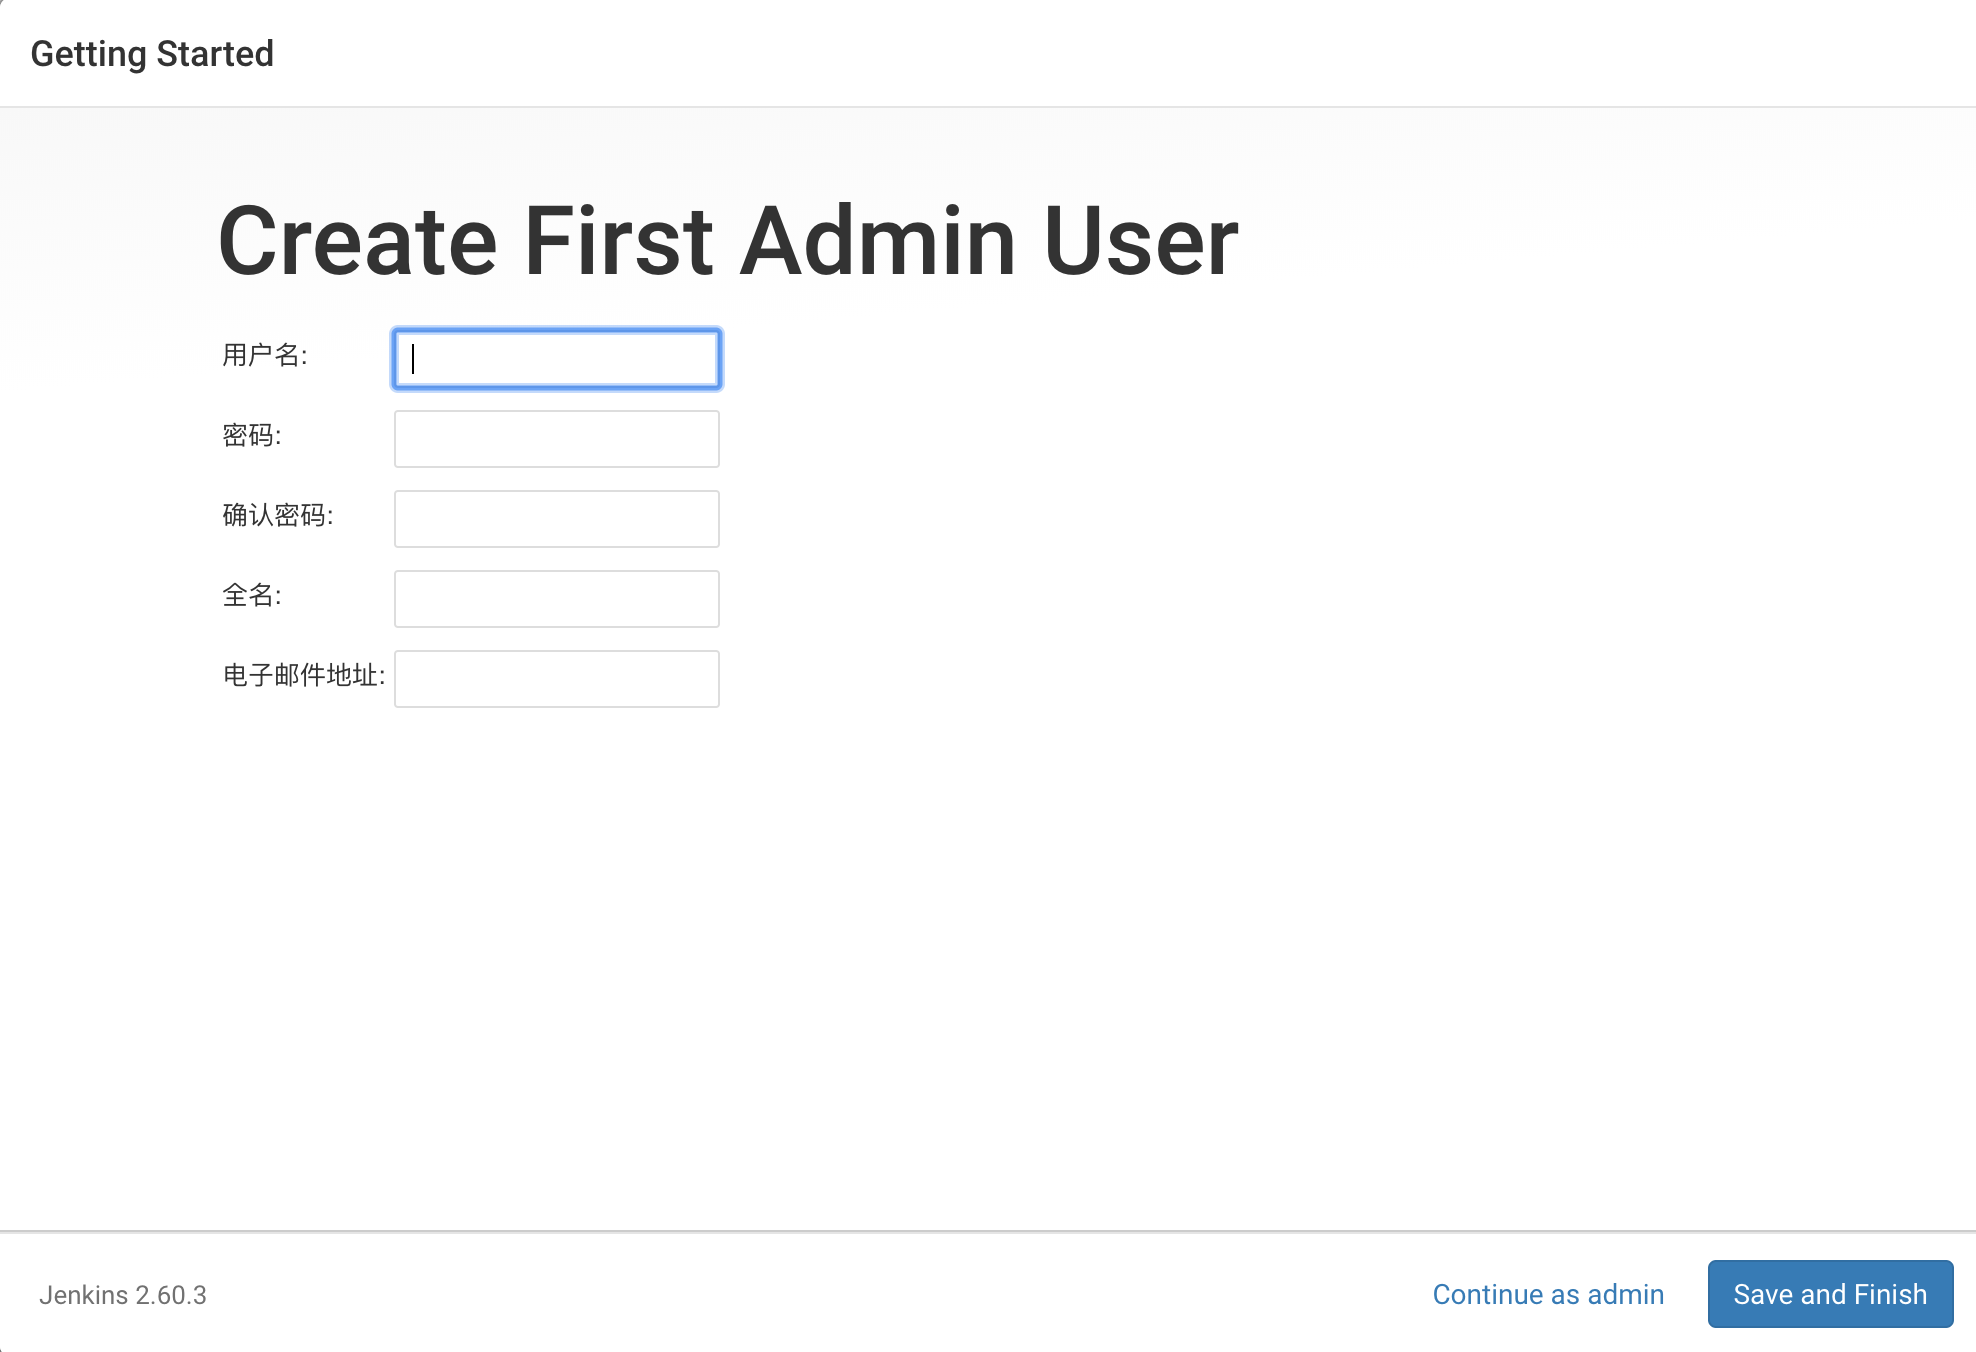 Getting Started
Create First Admin User
用户名:
密码:
确认密码:
全名:
电子邮件地址:
Jenkins 2.60.3
Continue as admin
Save and Finish